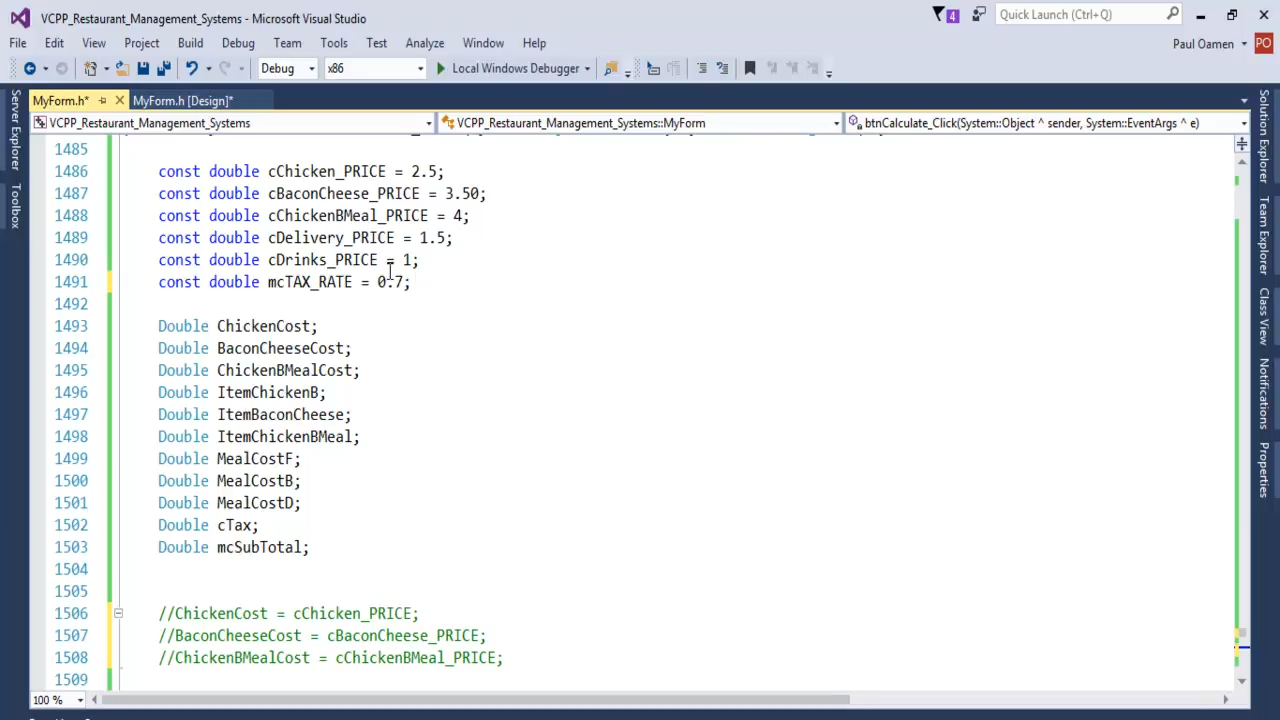 VCPP_Restaurant_Management_Systems - Microsoft Visual Studio
4
Quick Launch (Ctrl+Q)
File Edit View Project Build Debug Team Tools Test Analyze Window Help
Paul Oamen
PO
Debug x86 Local Windows Debugger
MyForm.h* MyForm.h [Design]*
VCPP_Restaurant_Management_Systems VCPP_Restaurant_Management_Systems::MyForm btnCalculate_Click(System::Object ^ sender, System::EventArgs ^ e)
Server Explorer
Toolbox
1485
1486 const double cChicken_PRICE = 2.5;
1487 const double cBaconCheese_PRICE = 3.50;
1488 const double cChickenBMeal_PRICE = 4;
1489 const double cDelivery_PRICE = 1.5;
1490 const double cDrinks_PRICE = 1;
1491 const double mcTAX_RATE = 0.7;
1492
1493 Double ChickenCost;
1494 Double BaconCheeseCost;
1495 Double ChickenBMealCost;
1496 Double ItemChickenB;
1497 Double ItemBaconCheese;
1498 Double ItemChickenBMeal;
1499 Double MealCostF;
1500 Double MealCostB;
1501 Double MealCostD;
1502 Double cTax;
1503 Double mcSubTotal;
1504
1505
1506 //ChickenCost = cChicken_PRICE;
1507 //BaconCheeseCost = cBaconCheese_PRICE;
1508 //ChickenBMealCost = cChickenBMeal_PRICE;
1509
100 %
Solution Explorer
Team Explorer
Class View
Notifications
Properties